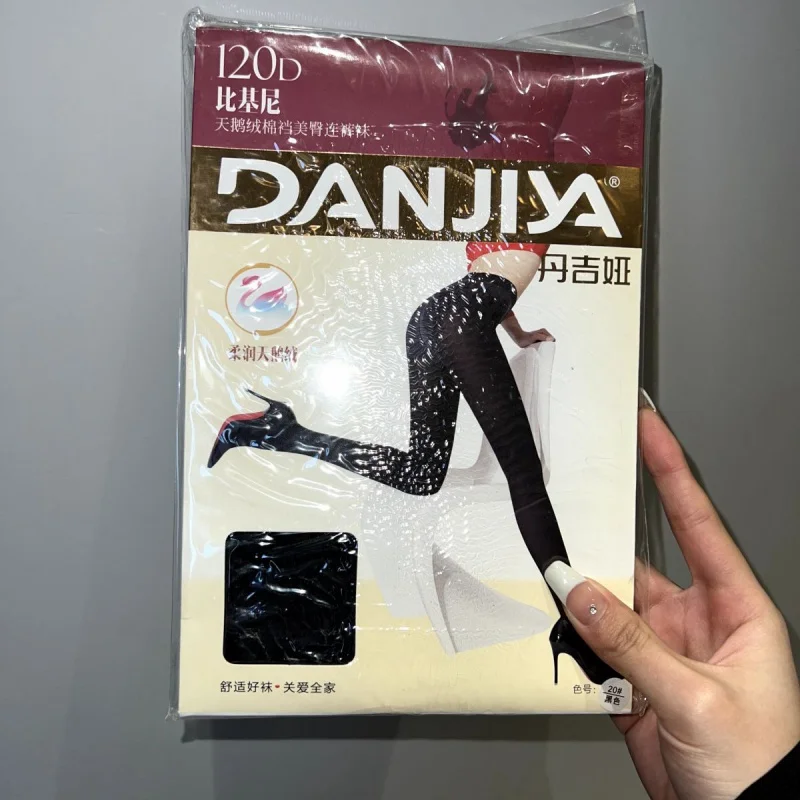 120D
比基尼
天鹅绒棉裆美臀连裤袜
DANJIYA®
丹吉娅
柔润天鹅绒
舒适好袜·关爱全家
色号: 20#
黑色